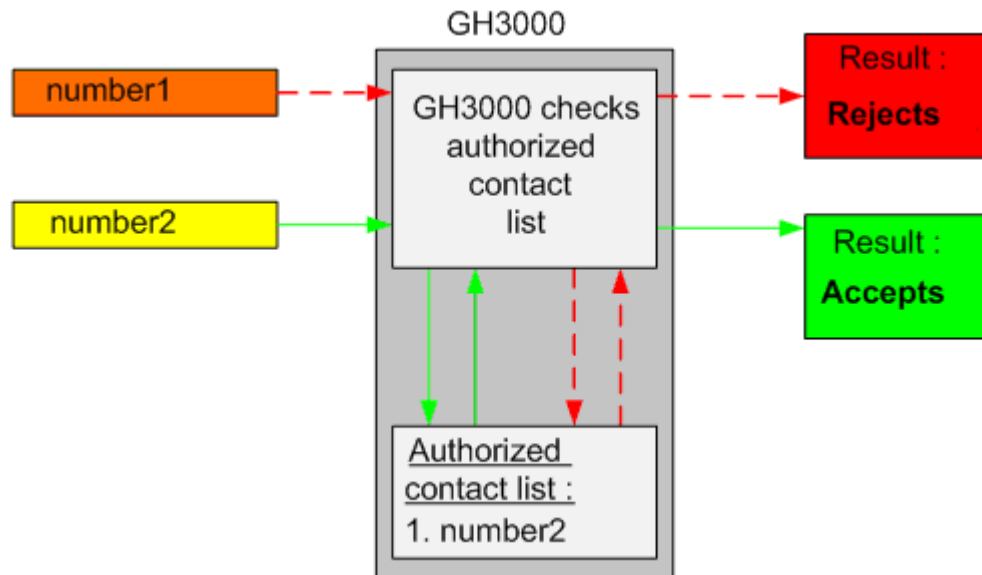 GH3000
number1
number2
GH3000 checks
authorized
contact
list
Result :
Rejects
Result :
Accepts
Authorized
contact list :
1. number2